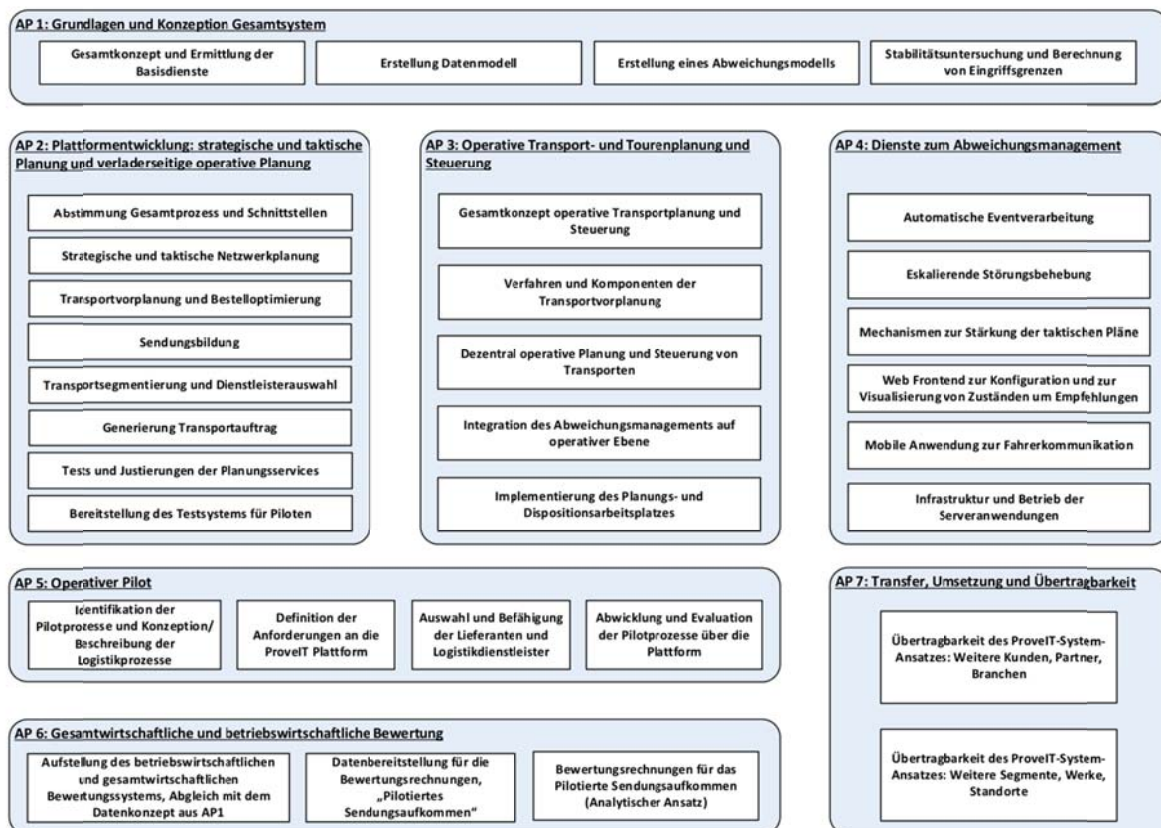 AP 1: Grundlagen und Konzeption Gesamtsystem
Gesamtkonzept und Ermittlung der
Basisdienste
Erstellung Datenmodell
Erstellung eines Abweichungsmodells
Stabilitätsuntersuchung und Berechnung
von Eingriffsgrenzen
AP 2: Plattformentwicklung: strategische und taktische
Planung und verladerseitige operative Planung
Abstimmung Gesamtprozess und Schnittstellen
Strategische und taktische Netzwerkplanung
Transportvorplanung und Bestelloptimierung
Sendungsbildung
Transportsegmentierung und Dienstleisterauswahl
Generierung Transportauftrag
Tests und Justierungen der Planungsservices
Bereitstellung des Testsystems für Piloten
AP 3: Operative Transport- und Tourenplanung und
Steuerung
Gesamtkonzept operative Transportplanung und
Steuerung
Verfahren und Komponenten der
Transportvorplanung
Dezentral operative Planung und Steuerung von
Transporten
Integration des Abweichungsmanagements auf
operativer Ebene
Implementierung des Planungs- und
Dispositionsarbeitsplatzes
AP 4: Dienste zum Abweichungsmanagement
Automatische Eventverarbeitung
Eskalierende Störungsbehebung
Mechanismen zur Stärkung der taktischen Pläne
Web Frontend zur Konfiguration und zur
Visualisierung von Zuständen um Empfehlungen
Mobile Anwendung zur Fahrerkommunikation
Infrastruktur und Betrieb der
Serveranwendungen
AP 5: Operativer Pilot
Identifikation der
Pilotprozesse und Konzeption/
Beschreibung der
Logistikprozesse
Definition der
Anforderungen an die
ProveIT Plattform
Auswahl und Befähigung
der Lieferanten und
Logistikdienstleister
Abwicklung und Evaluation
der Pilotprozesse über die
Plattform
AP 6: Gesamtwirtschaftliche und betriebswirtschaftliche Bewertung
Aufstellung des betriebswirtschaftlichen
und gesamtwirtschaftlichen
Bewertungssystems, Abgleich mit dem
Datenkonzept aus AP1
Datenbereitstellung für die
Bewertungsrechnungen,
„Pilotiertes
Sendungsaufkommen“
Bewertungsrechnungen für das
Pilotierte Sendungsaufkommen
(Analytischer Ansatz)
AP 7: Transfer, Umsetzung und Übertragbarkeit
Übertragbarkeit des ProveIT-System-
Ansatzes: Weitere Kunden, Partner,
Branchen
Übertragbarkeit des ProveIT-System-
Ansatzes: Weitere Segmente, Werke,
Standorte